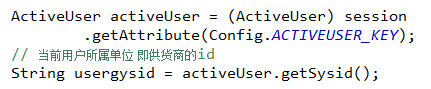 ActiveUser activeUser = (ActiveUser) session
.getAttribute(Config.ACTIVEUSER_KEY);
// 当前用户所属单位 即供货商的id
String usergysid = activeUser.getSysid();